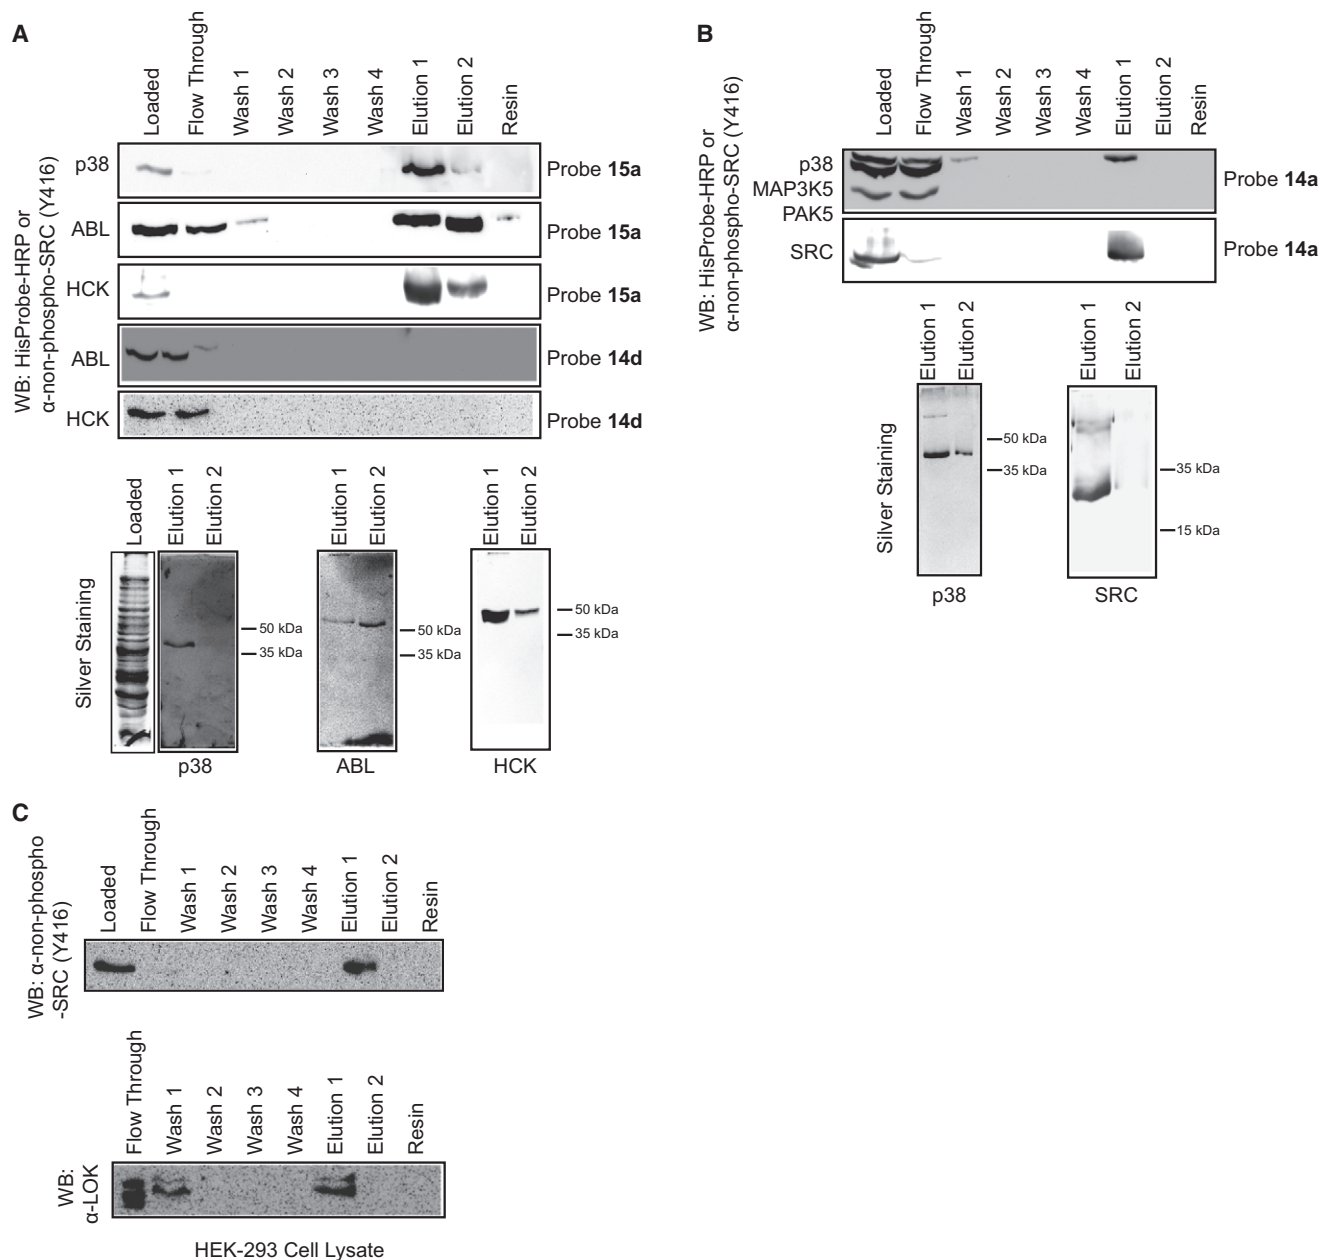 A
Loaded
Flow Through
Wash 1
Wash 2
Wash 3
Wash 4
Elution 1
Elution 2
Resin
WB: HisProbe-HRP or
α-non-phospho-SRC (Y416)
p38
Probe 15a
ABL
Probe 15a
HCK
Probe 15a
ABL
Probe 14d
HCK
Probe 14d
Silver Staining
Loaded
Elution 1
Elution 2
50 kDa
35 kDa
p38
Elution 1
Elution 2
50 kDa
35 kDa
ABL
Elution 1
Elution 2
50 kDa
35 kDa
HCK
B
Loaded
Flow Through
Wash 1
Wash 2
Wash 3
Wash 4
Elution 1
Elution 2
Resin
WB: HisProbe-HRP or
α-non-phospho-SRC (Y416)
p38
MAP3K5
PAK5
Probe 14a
SRC
Probe 14a
Silver Staining
Elution 1
Elution 2
50 kDa
35 kDa
p38
Elution 1
Elution 2
35 kDa
15 kDa
SRC
C
Loaded
Flow Through
Wash 1
Wash 2
Wash 3
Wash 4
Elution 1
Elution 2
Resin
WB: α-non-phospho
-SRC (Y416)
Flow Through
Wash 1
Wash 2
Wash 3
Wash 4
Elution 1
Elution 2
Resin
WB:
α-LOK
HEK-293 Cell Lysate